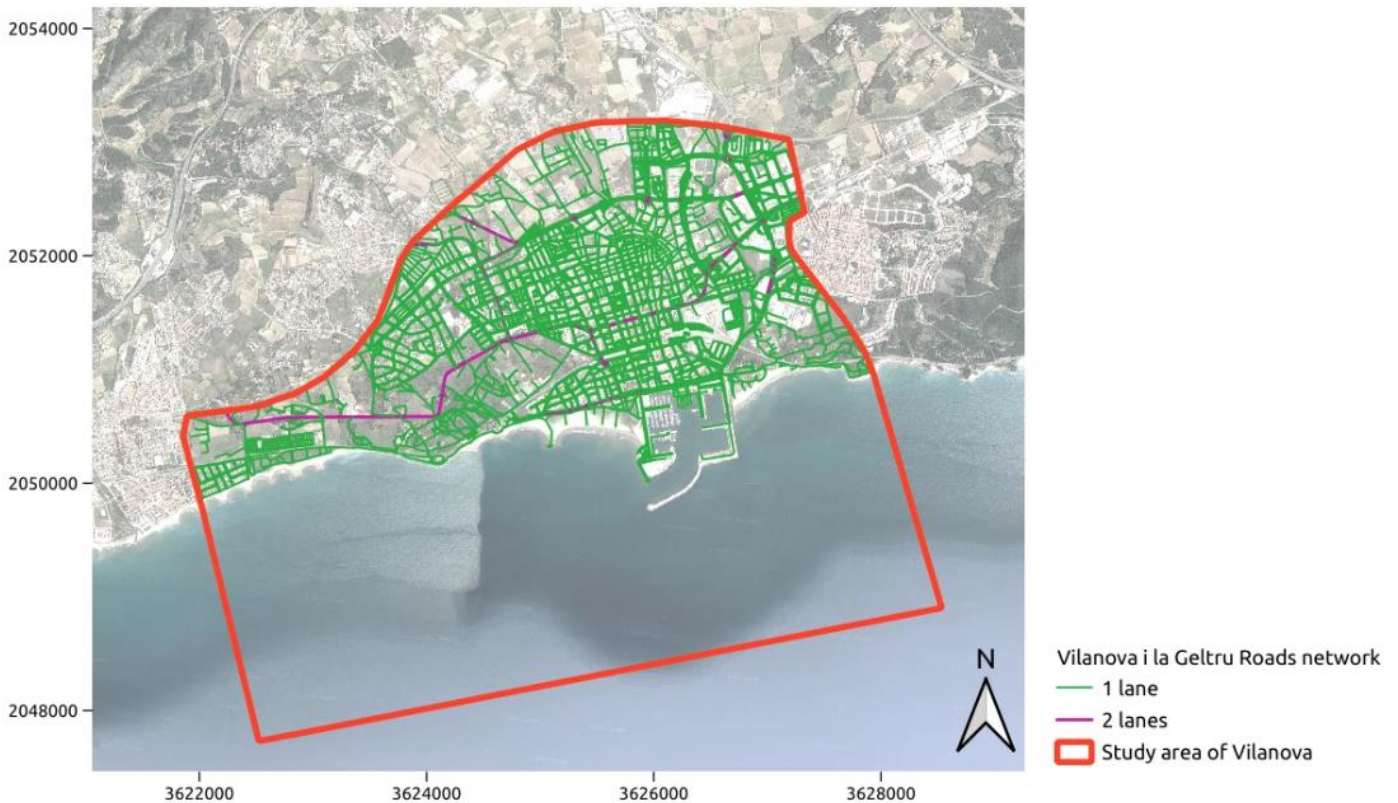 2054000
2052000
2050000
2048000
3622000
3624000
3626000
3628000
N
Vilanova i la Geltru Roads network
1 lane
2 lanes
Study area of Vilanova